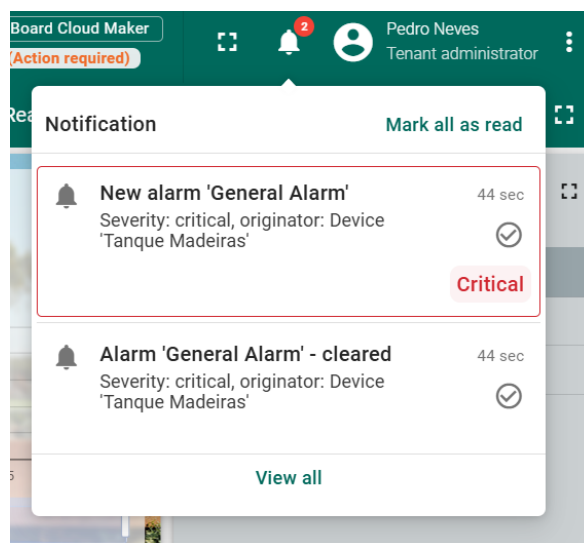 Board Cloud Maker
(Action required)
2
Pedro Neves
Tenant administrator
Notification
Mark all as read
New alarm 'General Alarm'
44 sec
Severity: critical, originator: Device
'Tanque Madeiras'
Critical
Alarm 'General Alarm' - cleared
44 sec
Severity: critical, originator: Device
'Tanque Madeiras'
View all